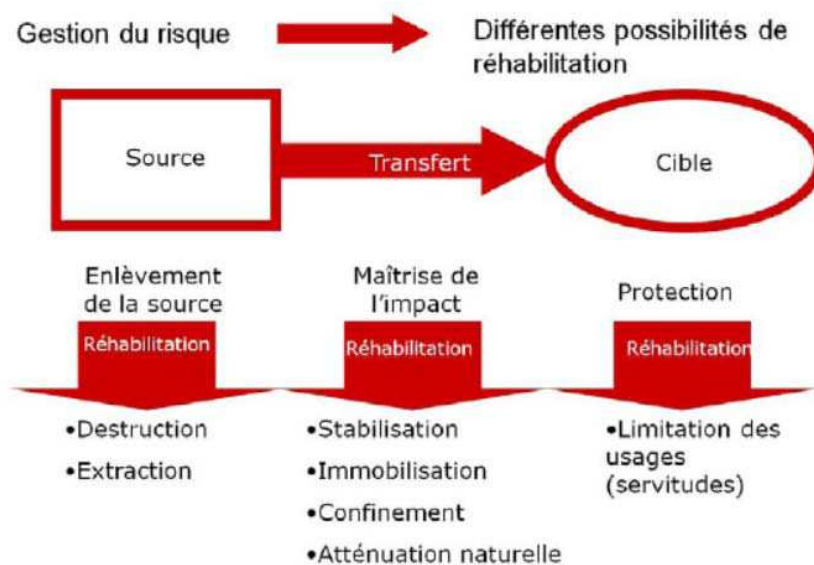 Gestion du risque
Différentes possibilités de
réhabilitation
Source
Transfert
Cible
Enlèvement
de la source
Maîtrise de
l'impact
Protection
Réhabilitation
Réhabilitation
Réhabilitation
•Destruction
•Extraction
•Stabilisation
•Immobilisation
•Confinement
•Atténuation naturelle
•Limitation des
usages
(servitudes)